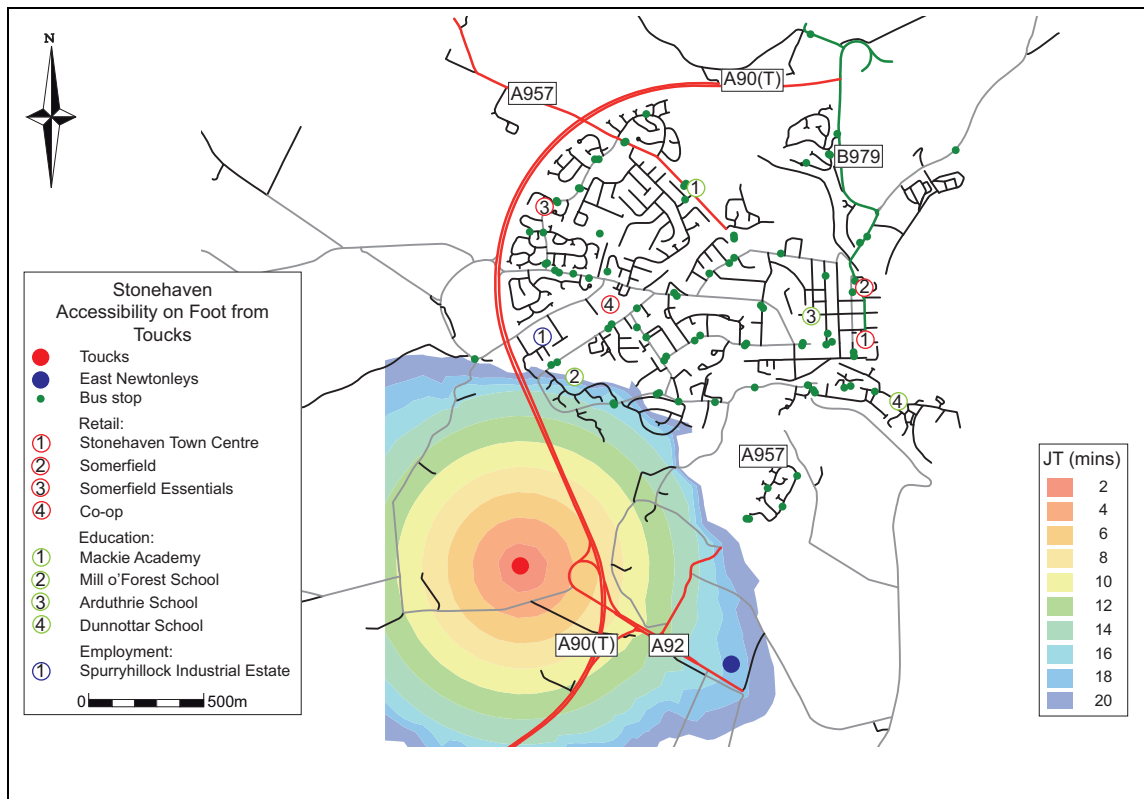 N
A90(T)
A957
B979
1
3
2
4
3
1
1
2
4
A957
A90(T)
A92
Stonehaven
Accessibility on Foot from
Toucks
Toucks
East Newtonleys
Bus stop
Retail:
1 Stonehaven Town Centre
2 Somerfield
3 Somerfield Essentials
4 Co-op
Education:
1 Mackie Academy
2 Mill o'Forest School
3 Arduthrie School
4 Dunnottar School
Employment:
1 Spurryhillock Industrial Estate
0 500m
JT (mins)
2
4
6
8
10
12
14
16
18
20